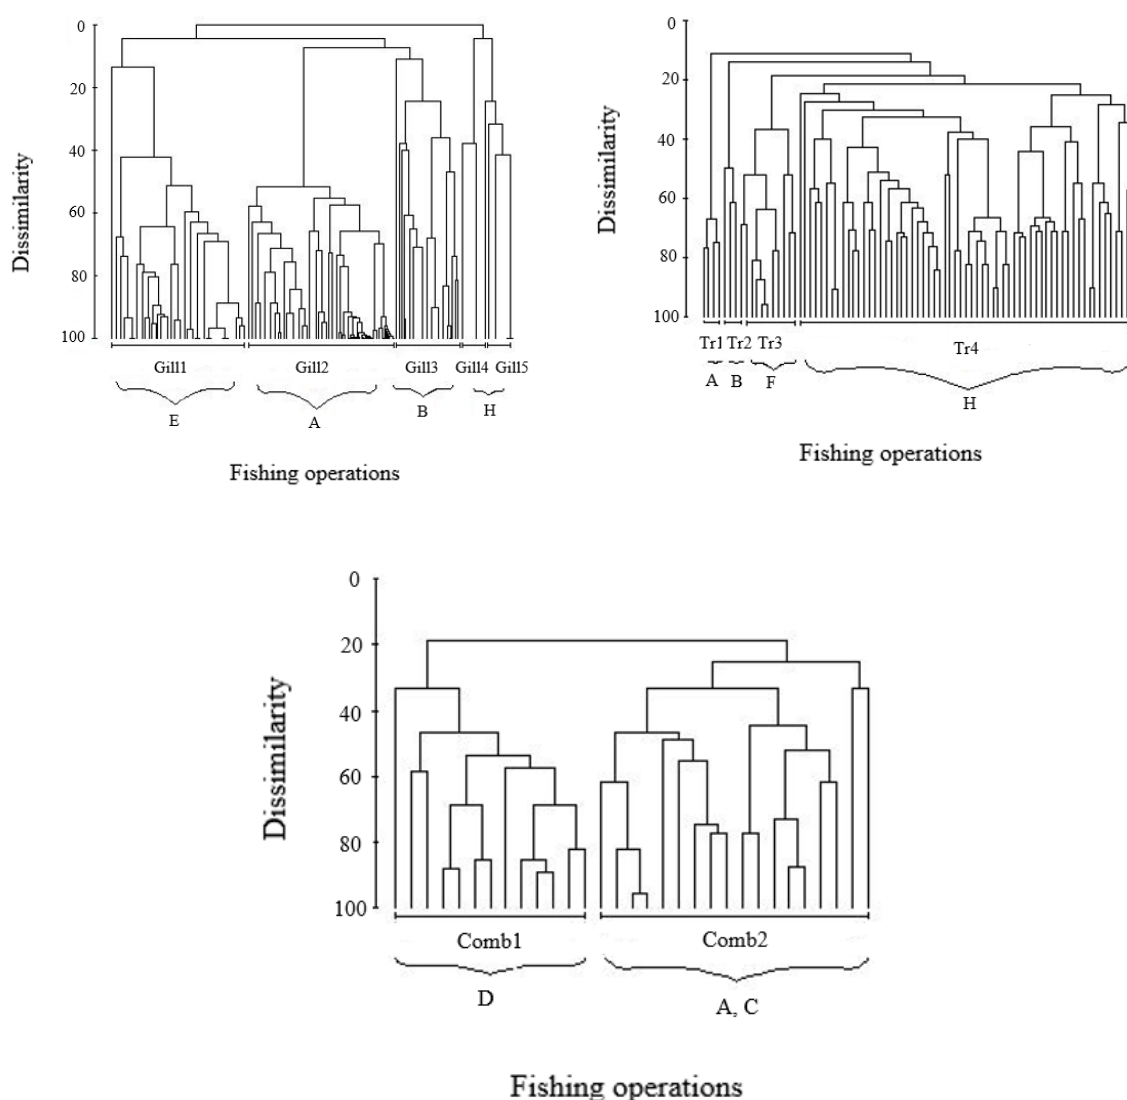 0
20
40
60
80
100
Dissimilarity
Gill1 Gill2 Gill3 Gill4 Gill5
E A B H
Fishing operations
0
20
40
60
80
100
Dissimilarity
Tr1 Tr2 Tr3 Tr4
A B F H
Fishing operations
0
20
40
60
80
100
Dissimilarity
Comb1 Comb2
D A, C
Fishing operations